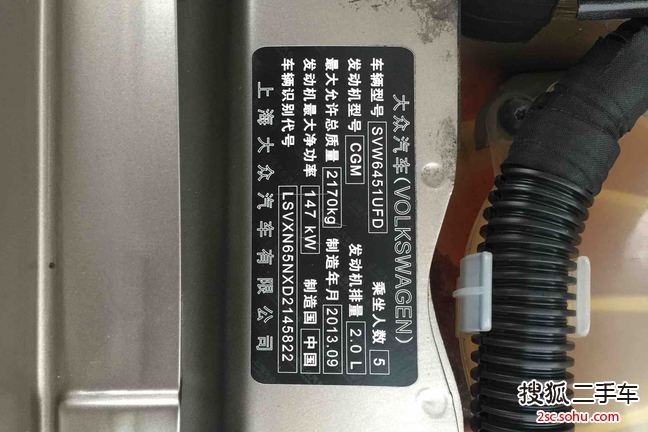 大众汽车(VOLKSWAGEN)
车辆型号 SVW6451UFD 乘坐人数 5
发动机型号 CGM 发动机排量 2.0 L
最大允许总质量 2170kg 制造年月 2013.09
发动机最大净功率 147 kW 制造国 中国
车辆识别代号 LSVXN65NXD2145822
上海大众汽车有限公司
搜狐二手车
2sc.sohu.com